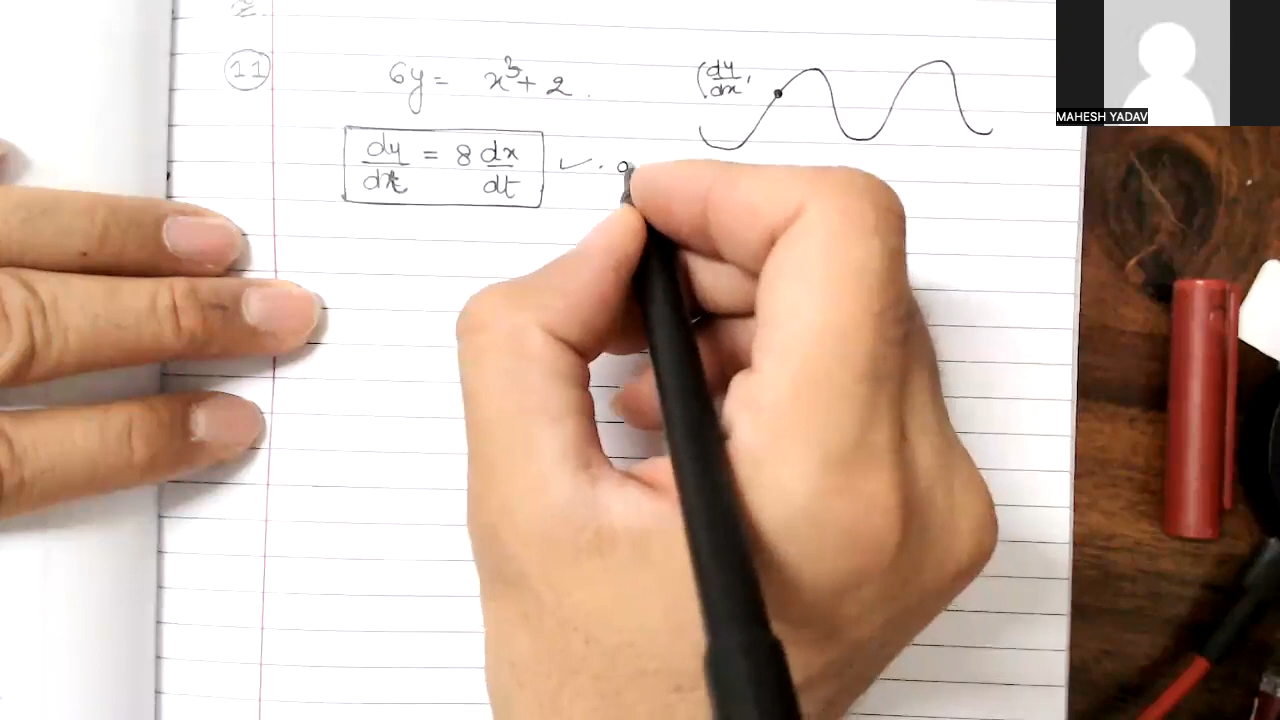 11 6y = x³ + 2
(dy/dx
dy/dt = 8 dx/dt
MAHESH YADAV